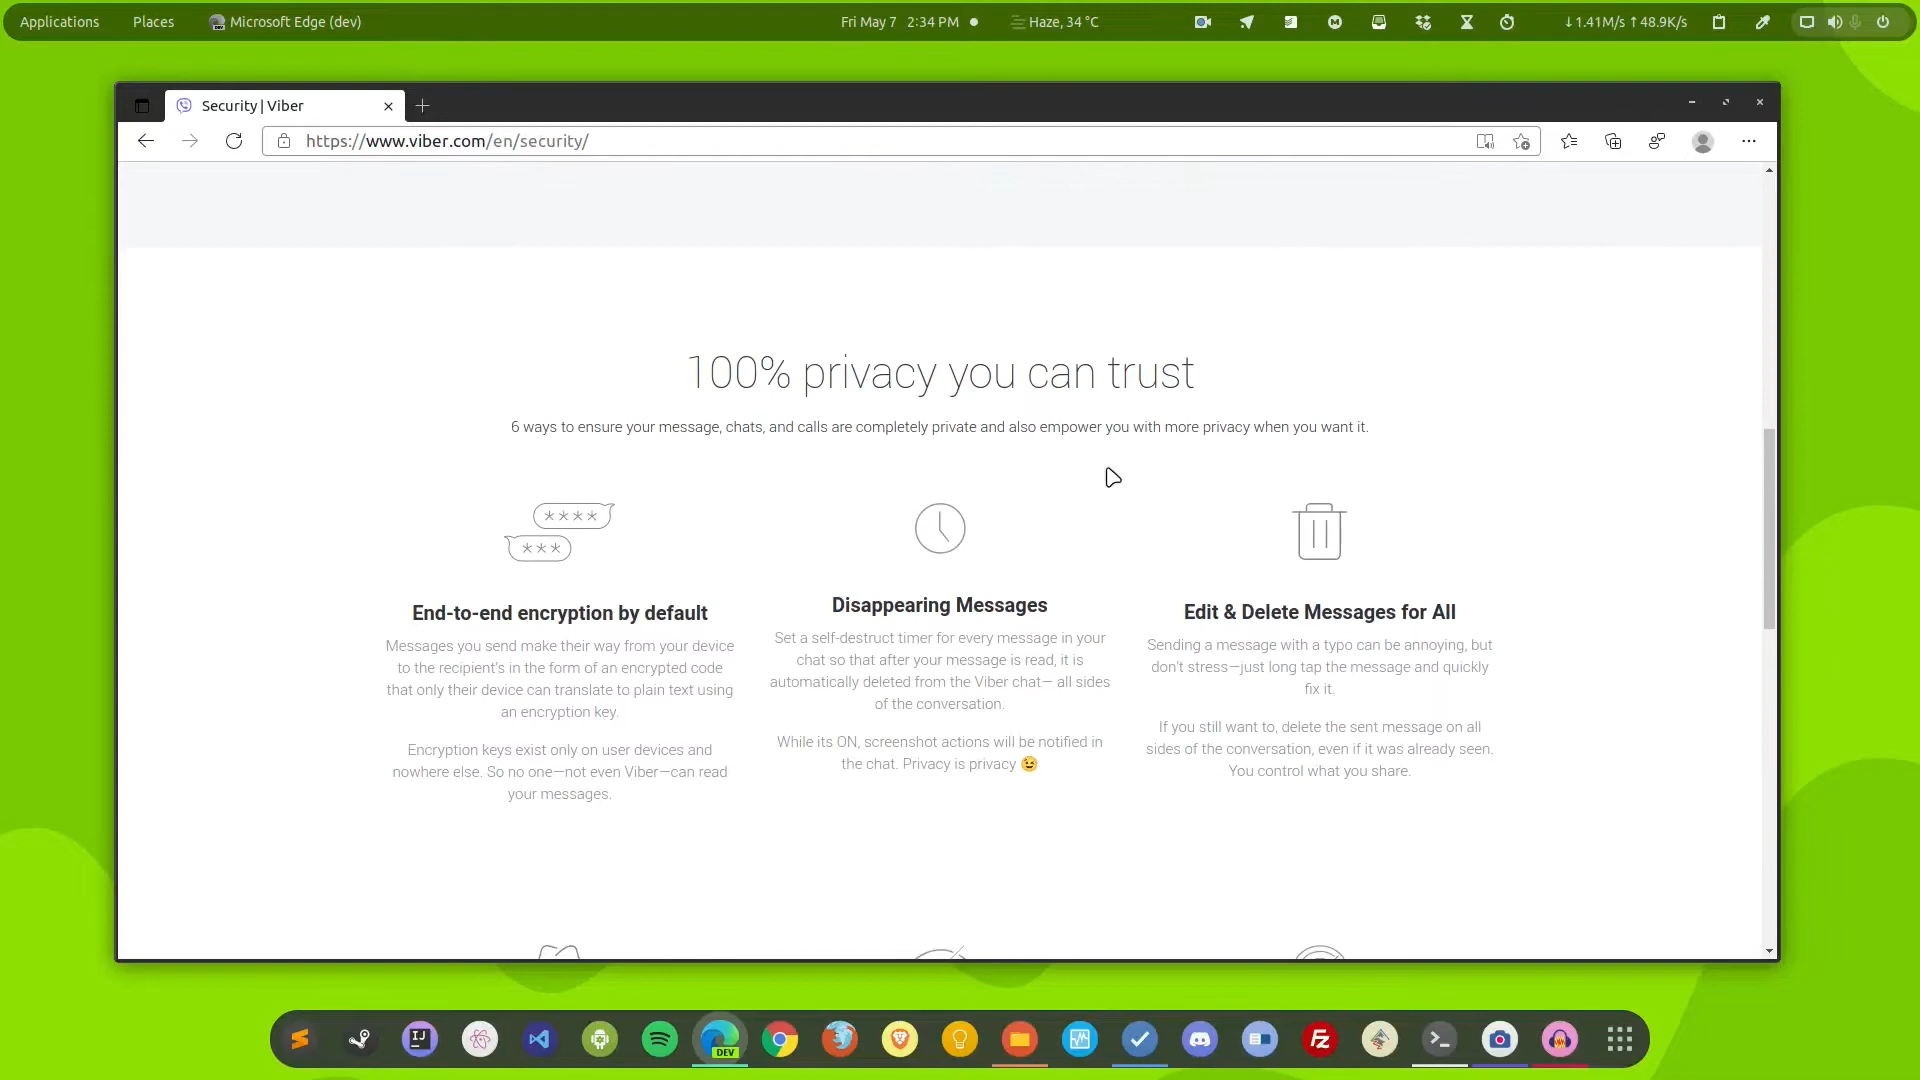 Applications Places Microsoft Edge (dev) Fri May 7 2:34 PM Haze, 34 °C ↓1.41M/s ↑48.9K/s
Security | Viber
https://www.viber.com/en/security/
100% privacy you can trust
6 ways to ensure your message, chats, and calls are completely private and also empower you with more privacy when you want it.
****
***
End-to-end encryption by default
Messages you send make their way from your device
to the recipient's in the form of an encrypted code
that only their device can translate to plain text using
an encryption key.
Encryption keys exist only on user devices and
nowhere else. So no one—not even Viber—can read
your messages.
Disappearing Messages
Set a self-destruct timer for every message in your
chat so that after your message is read, it is
automatically deleted from the Viber chat— all sides
of the conversation.
While its ON, screenshot actions will be notified in
the chat. Privacy is privacy 😉
Edit & Delete Messages for All
Sending a message with a typo can be annoying, but
don't stress—just long tap the message and quickly
fix it.
If you still want to, delete the sent message on all
sides of the conversation, even if it was already seen.
You control what you share.
IJ
DEV
FZ